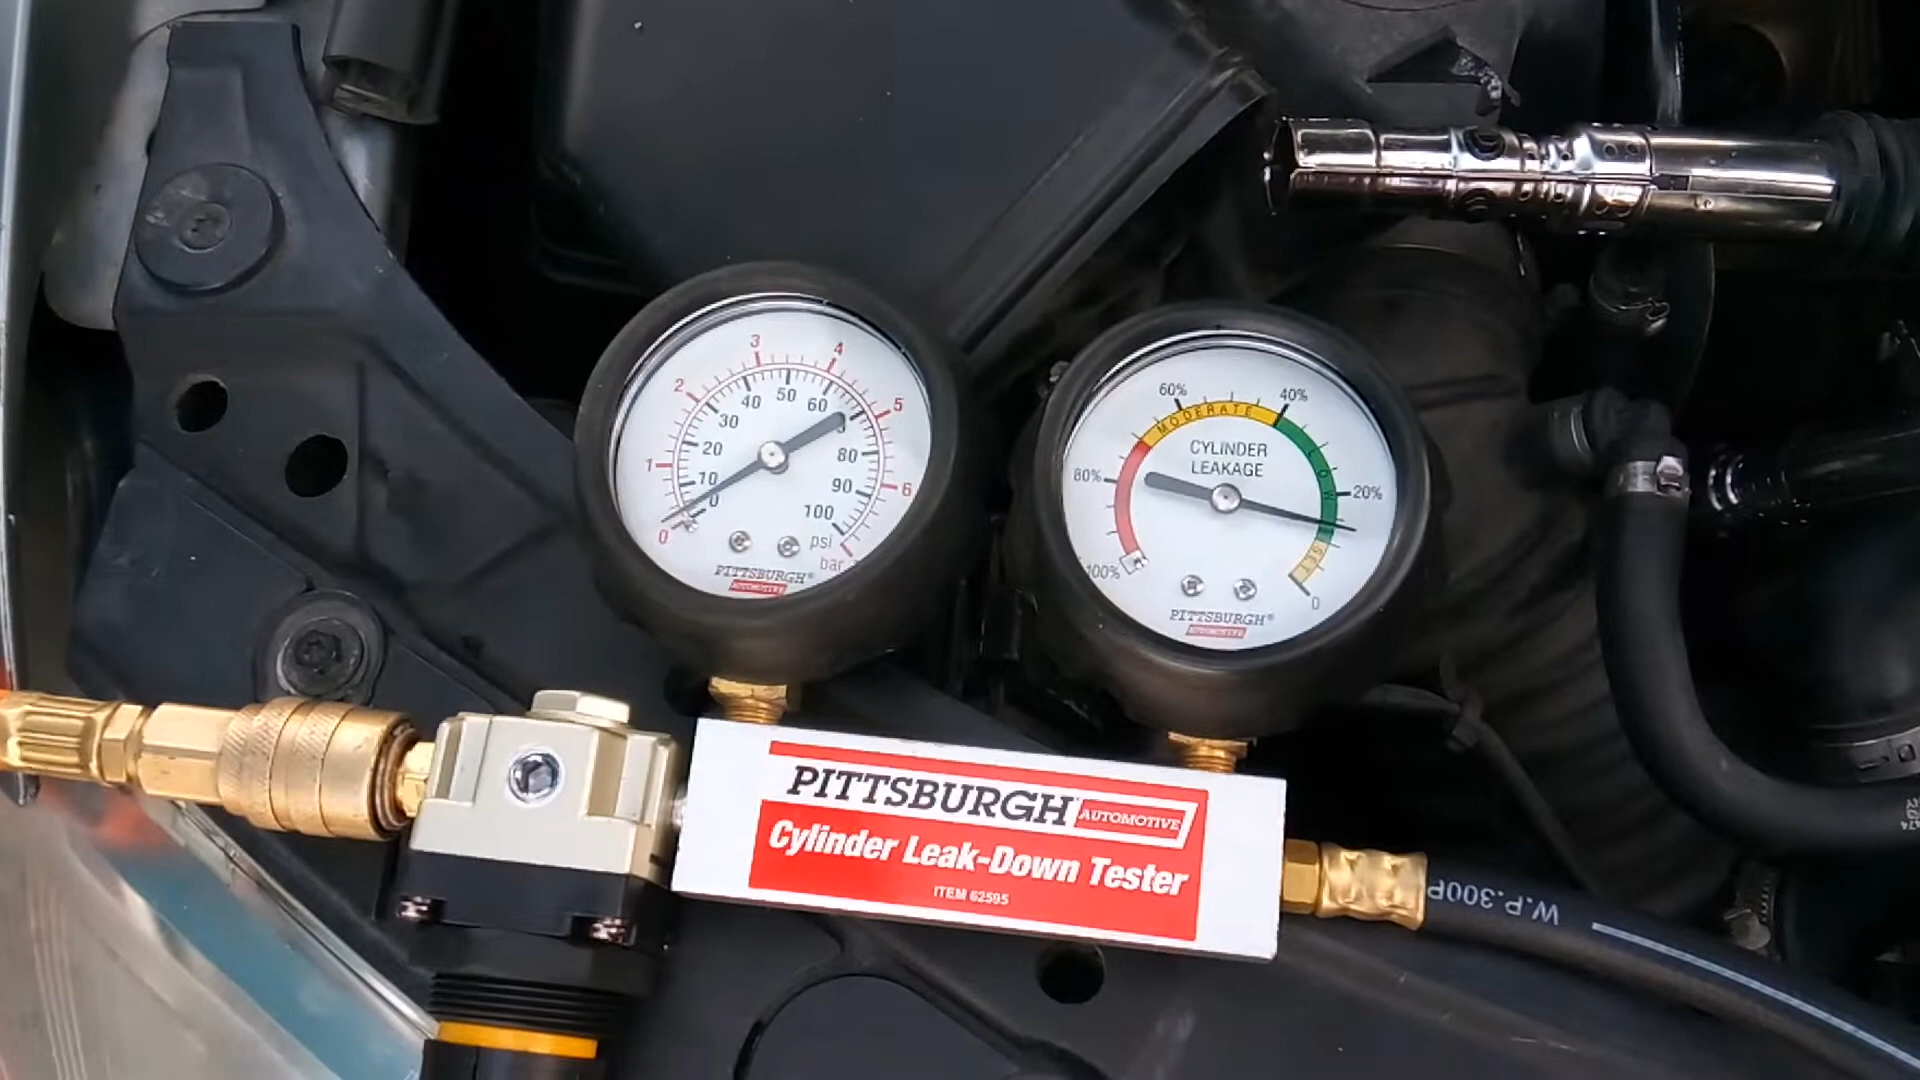 3
4
2
5
1
6
0
50
40
60
30
20
80
10
90
0
100
psi
bar
PITTSBURGH®
AUTOMOTIVE
60%
40%
MODERATE
CYLINDER
LEAKAGE
LOW
80%
20%
100%
0
PITTSBURGH®
AUTOMOTIVE
PITTSBURGH AUTOMOTIVE
Cylinder Leak-Down Tester
ITEM 62595
W.P.300P